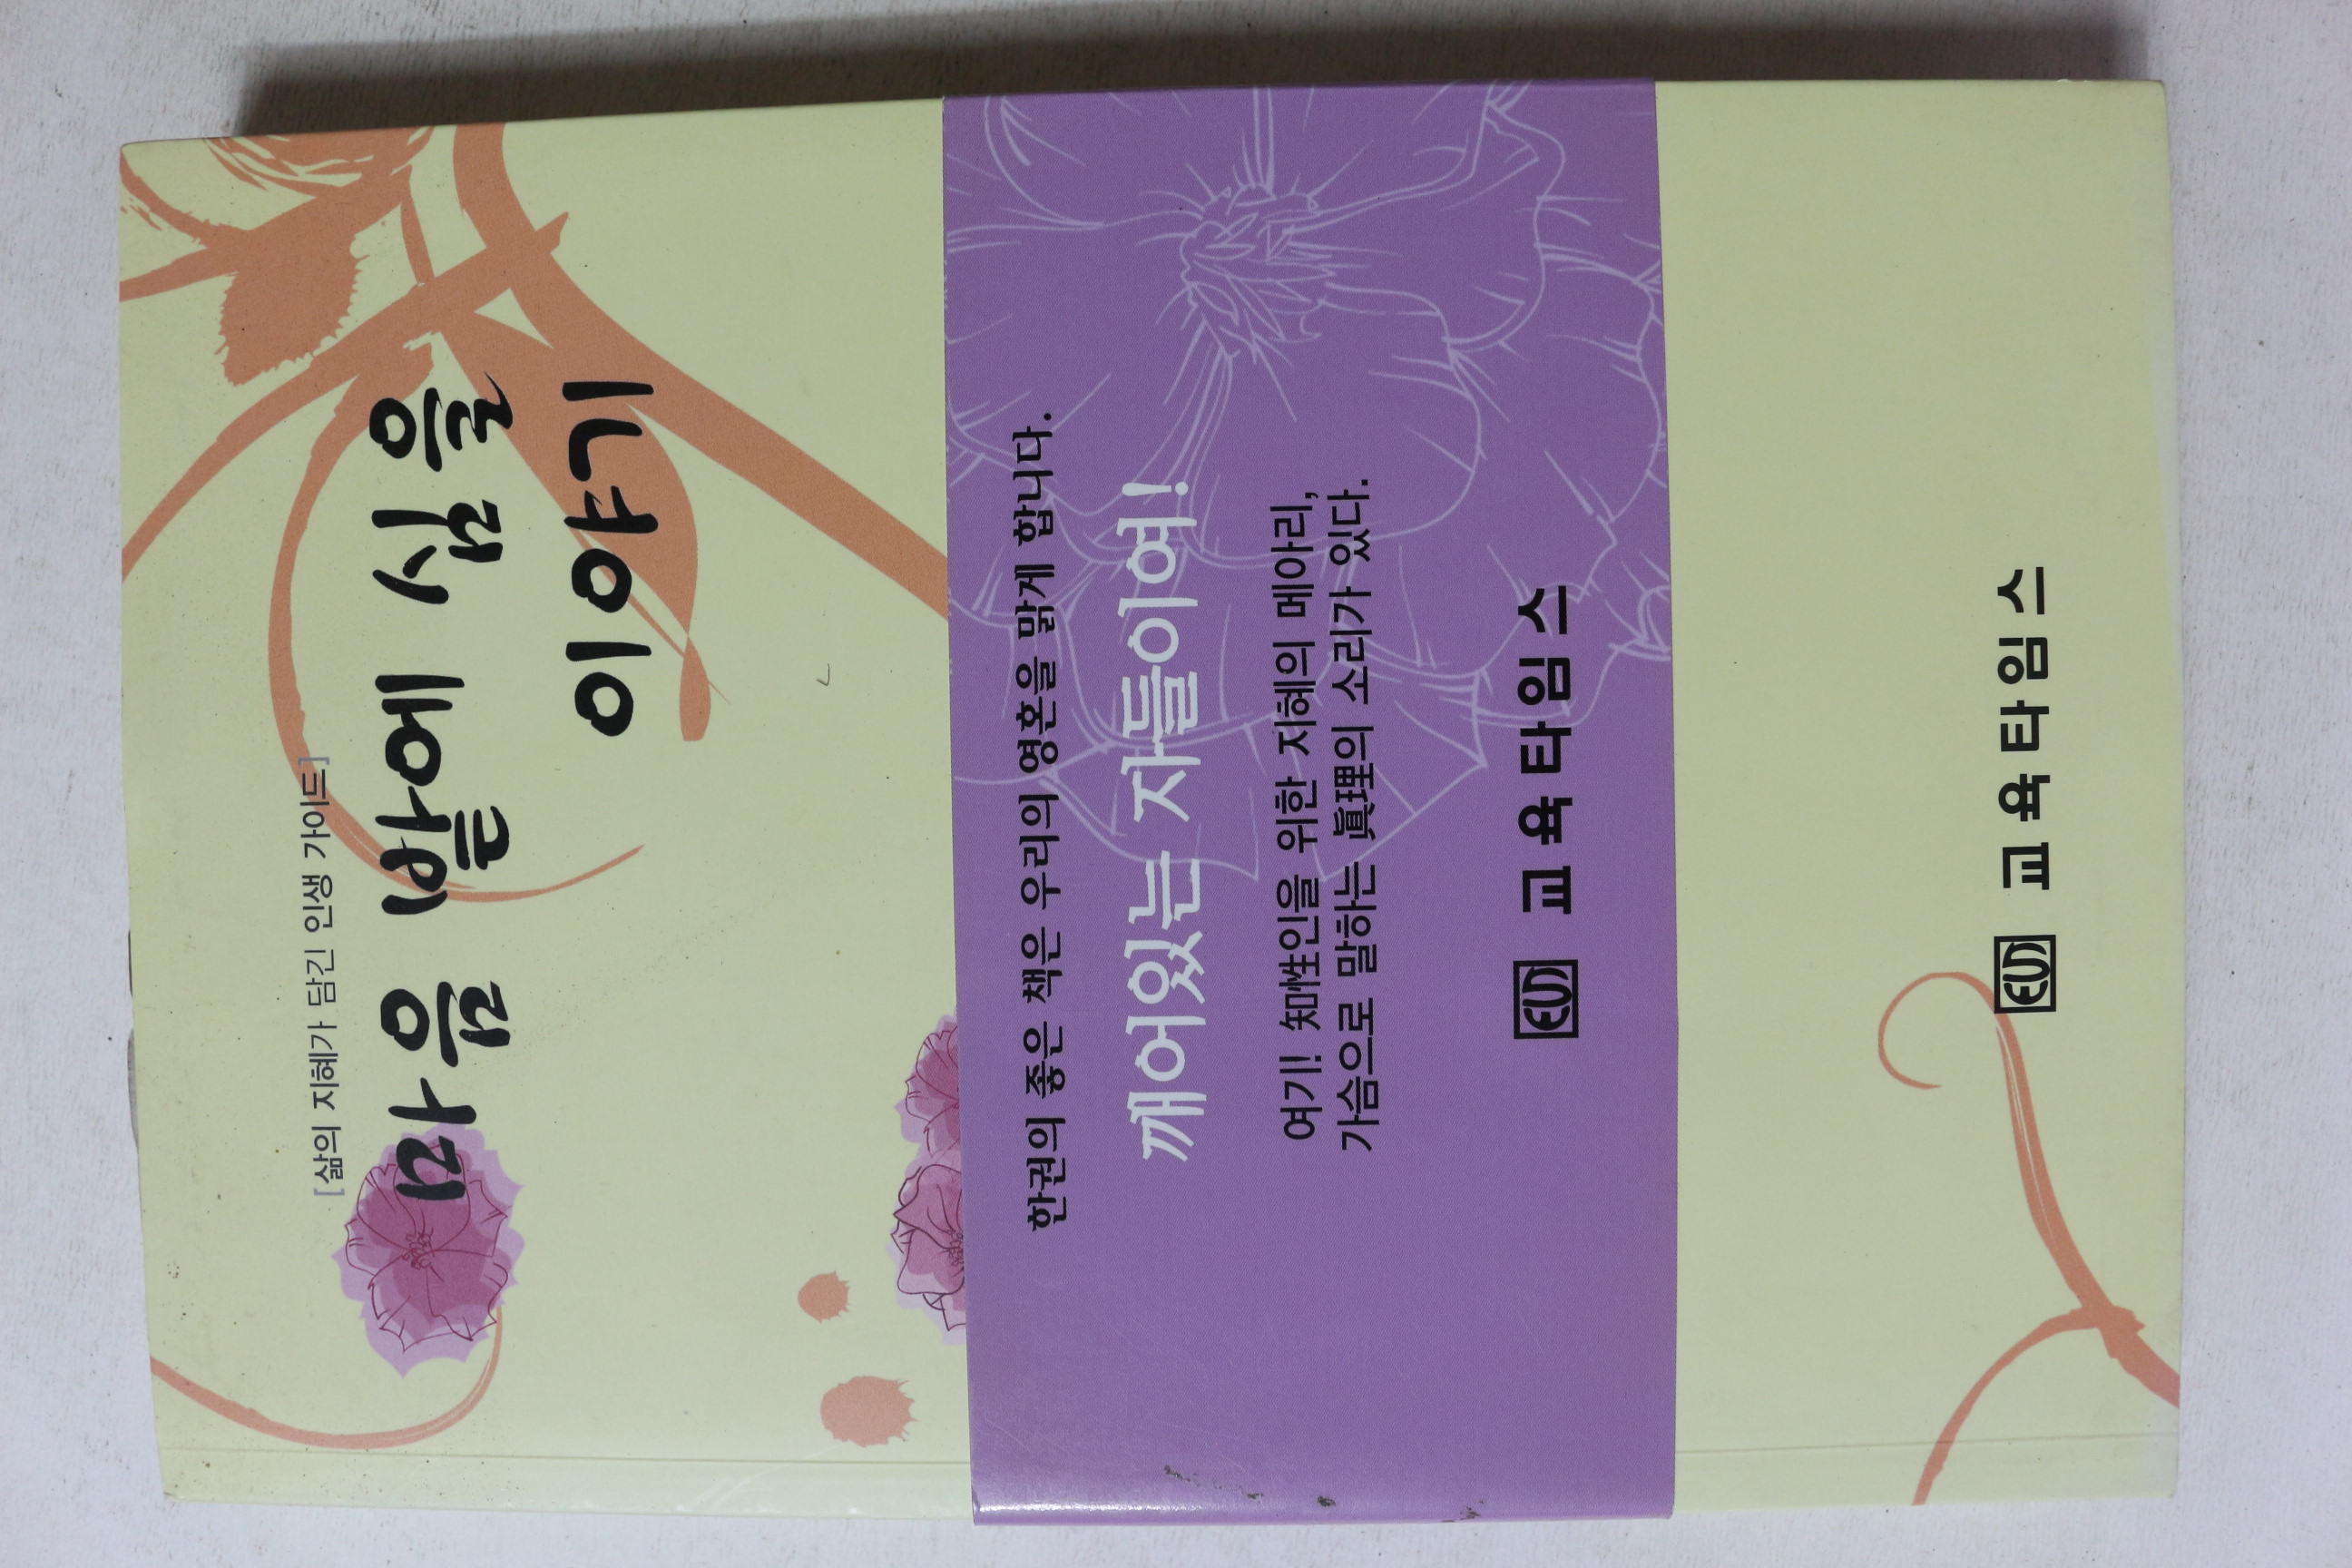 [삶의 지혜가 담긴 인생 가이드]
마음 밭에 심을
이야기
한권의 좋은 책은 우리의 영혼을 맑게 합니다.
깨어있는 자들이여!
여기! 知性인을 위한 지혜의 메아리,
가슴으로 말하는 眞理의 소리가 있다.
EUN 교육타임스
EUN 교육타임스